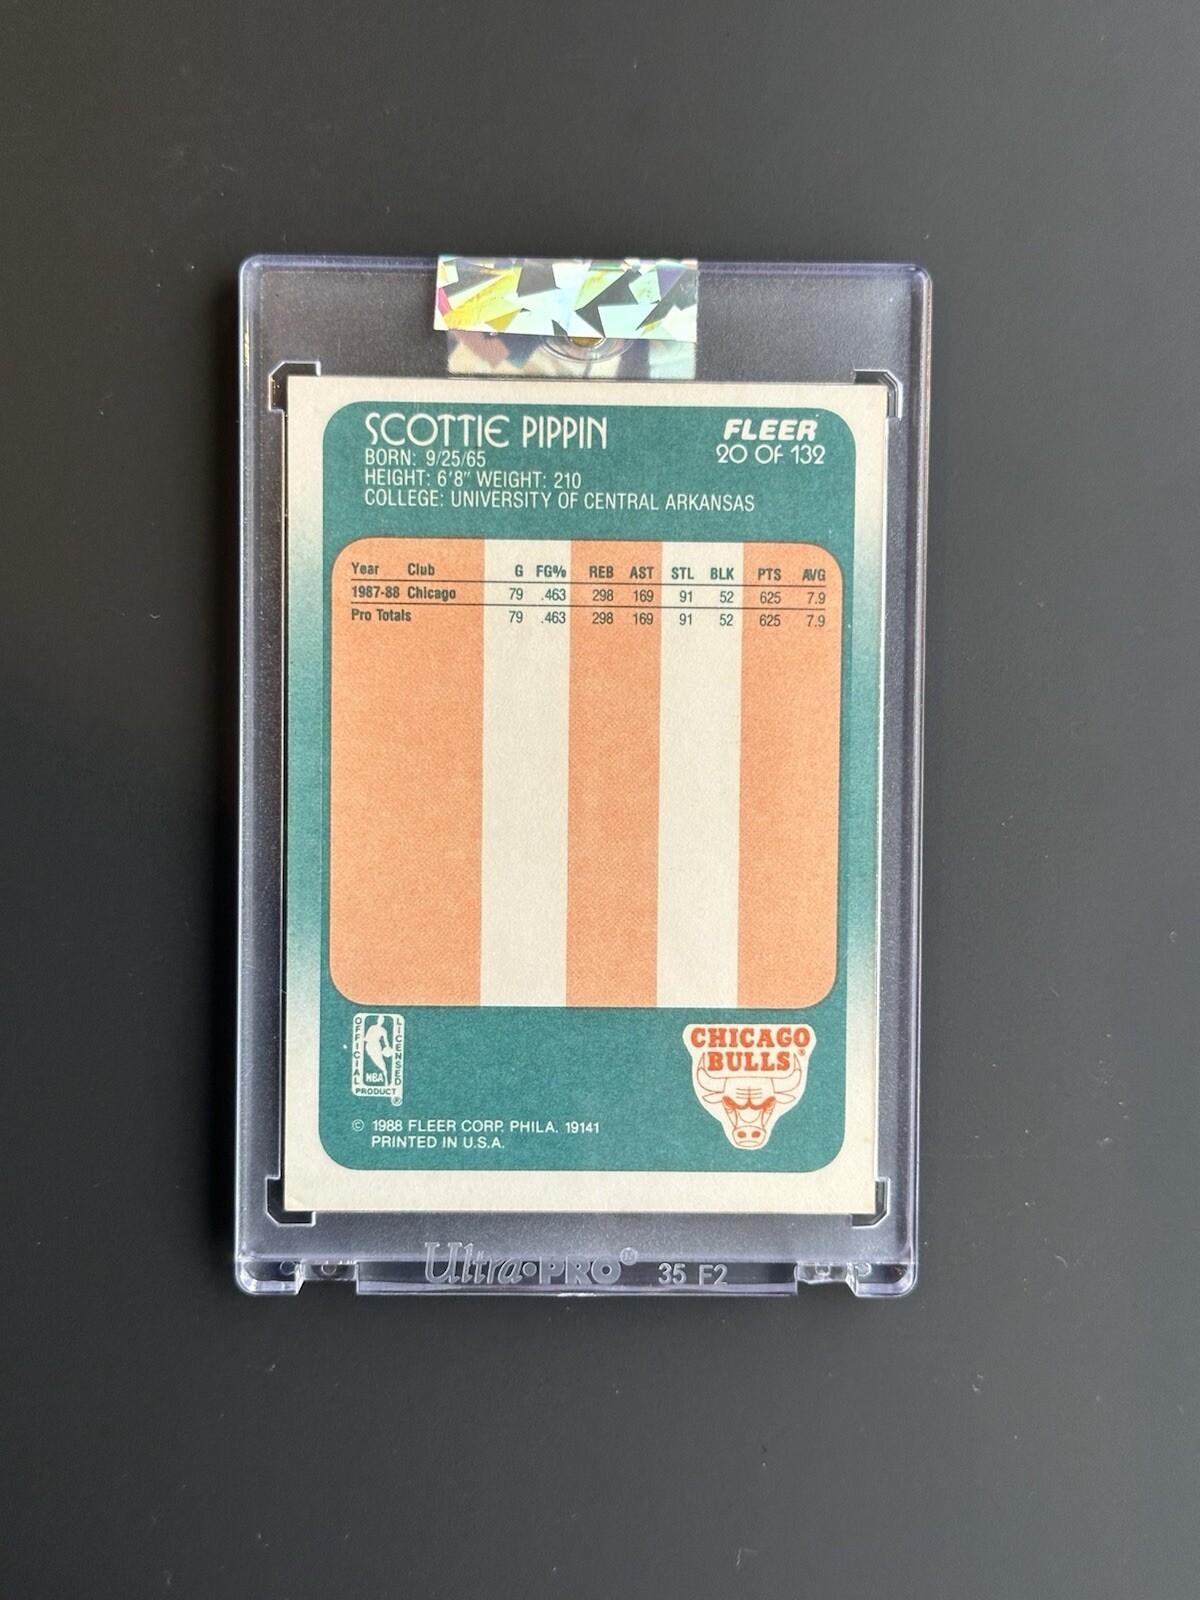 SCOTTIE PIPPIN
FLEER
BORN: 9/25/65
20 OF 132
HEIGHT: 6'8" WEIGHT: 210
COLLEGE: UNIVERSITY OF CENTRAL ARKANSAS
Year Club G FG% REB AST STL BLK PTS AVG
1987-88 Chicago 79 .463 298 169 91 52 625 7.9
Pro Totals 79 .463 298 169 91 52 625 7.9
OFFICIAL LICENSED
NBA
PRODUCT ®
CHICAGO
BULLS®
© 1988 FLEER CORP. PHILA. 19141
PRINTED IN U.S.A.
Ultra•PRO® 35 F2